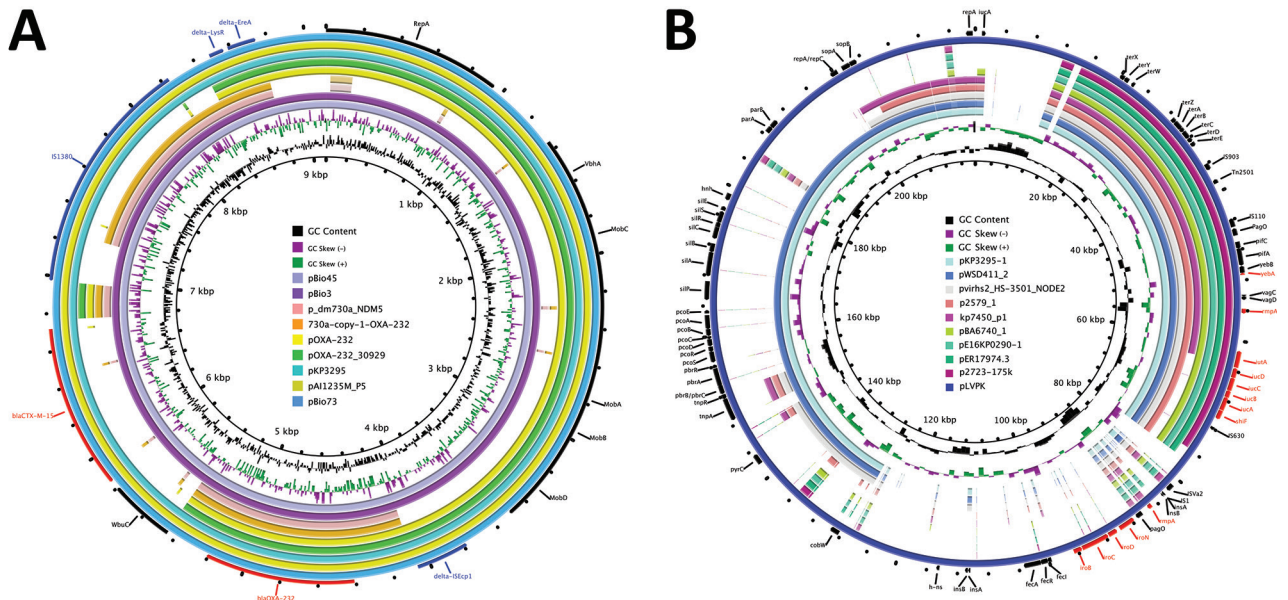 A
delta-EreA
delta-LysR
RepA
IS1380
VbhA
MobC
MobA
MobB
MobD
delta-ISEcp1
blaOXA-232
WbuC
blaCTX-M-15
9 kbp
1 kbp
2 kbp
3 kbp
4 kbp
5 kbp
6 kbp
7 kbp
8 kbp
GC Content
GC Skew (-)
GC Skew (+)
pBio45
pBio3
p_dm730a_NDM5
730a-copy-1-OXA-232
pOXA-232
pOXA-232_30929
pKP3295
pAI1235M_P5
pBio73
B
repA
iucA
terX
terY
terW
terZ
terA
terB
terC
terD
terE
IS903
Tn2501
IS110
PagO
pifC
pifA
yebB
yebA
vagC
vagD
rmpA
iutA
iucD
iucC
iucB
iucA
shiF
IS630
ISVa2
IS1
insA
insB
rmpA
pagO
iroN
iroD
iroC
iroB
fecI
fecR
fecA
insA
insB
h-ns
cobW
pyrC
tnpA
tnpR
pbrB/pbrC
pbrA
pbrR
pcoS
pcoR
pcoD
pcoC
pcoB
pcoA
pcoE
silP
silA
silB
silC
silR
silS
silE
hnh
parA
parB
repA/repC
sopA
sopB
20 kbp
40 kbp
60 kbp
80 kbp
100 kbp
120 kbp
140 kbp
160 kbp
180 kbp
200 kbp
GC Content
GC Skew (-)
GC Skew (+)
pKP3295-1
pWSD411_2
pvirhs2_HS-3501_NODE2
p2579_1
kp7450_p1
pBA6740_1
pE16KP0290-1
pER17974.3
p2723-175k
pLVPK